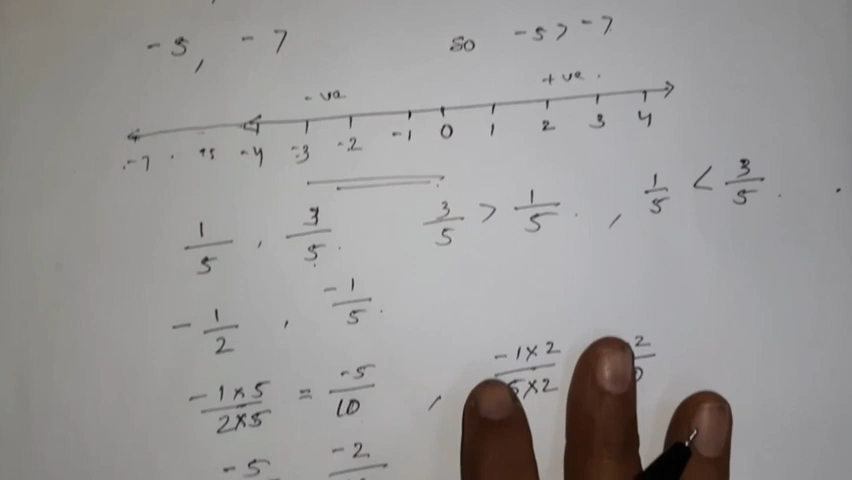 -5, -7 So -5 > -7
-ve +ve
-7 -4 -3 -2 -1 0 1 2 3 4
1/5, 3/5. 3/5 > 1/5. , 1/5 < 3/5.
-1/2, -1/5.
-1×5/2×5 = -5/10, -1×2/5×2 2
-5 -2